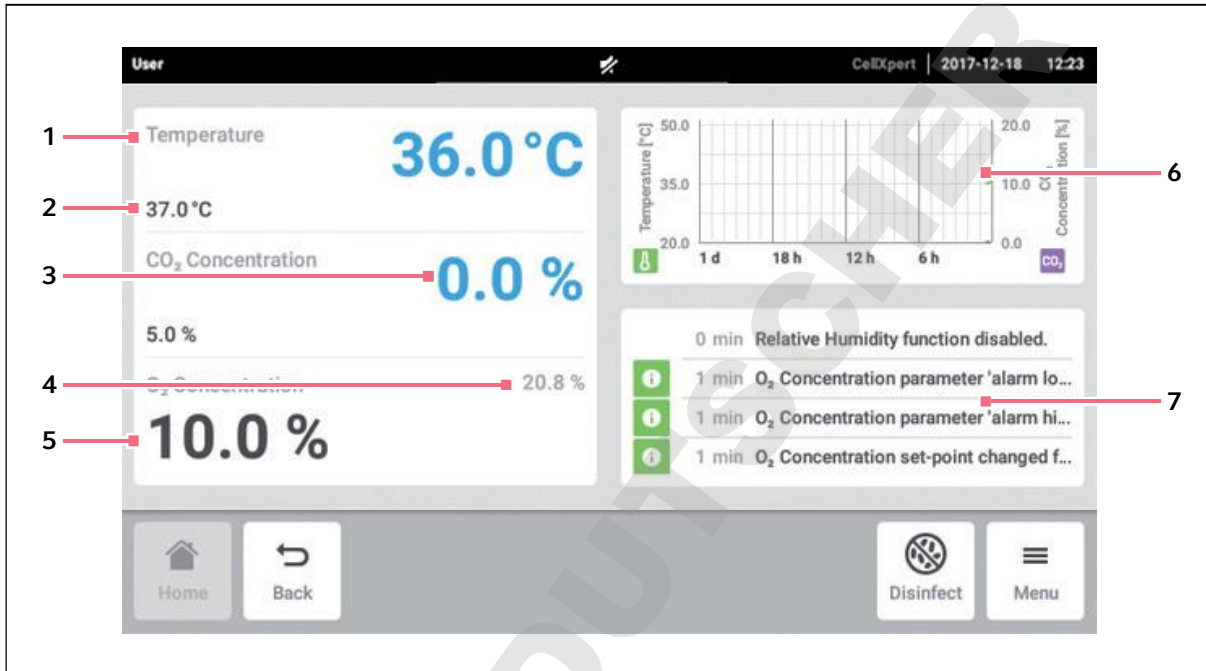 User CellXpert 2017-12-18 12:23
1 Temperature 36.0 °C
2 37.0 °C
3 CO₂ Concentration 0.0 %
5.0 %
4 O₂ Concentration 20.8 %
5 10.0 %
Temperature [°C]
50.0
35.0
20.0
1 d 18 h 12 h 6 h
20.0
10.0
0.0
CO₂
Concentration [%]
CO₂
6
0 min Relative Humidity function disabled.
1 min O₂ Concentration parameter 'alarm lo...
1 min O₂ Concentration parameter 'alarm hi...
1 min O₂ Concentration set-point changed f...
7
Home Back Disinfect Menu
DUTSCHER